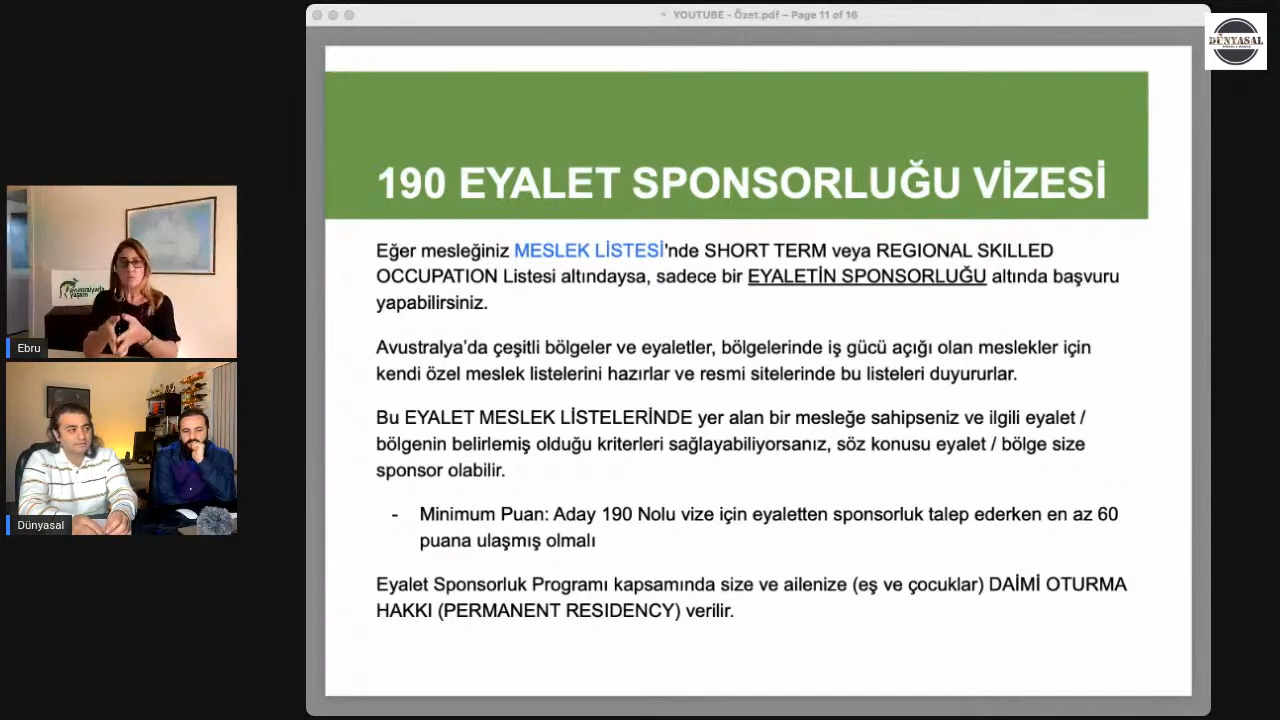 YOUTUBE - Özet.pdf – Page 11 of 16
DÜNYASAL
190 EYALET SPONSORLUĞU VİZESİ
Eğer mesleğiniz MESLEK LİSTESİ'nde SHORT TERM veya REGIONAL SKILLED
OCCUPATION Listesi altındaysa, sadece bir EYALETİN SPONSORLUĞU altında başvuru
yapabilirsiniz.
Avustralya’da çeşitli bölgeler ve eyaletler, bölgelerinde iş gücü açığı olan meslekler için
kendi özel meslek listelerini hazırlar ve resmi sitelerinde bu listeleri duyururlar.
Bu EYALET MESLEK LİSTELERİNDE yer alan bir mesleğe sahipseniz ve ilgili eyalet /
bölgenin belirlemiş olduğu kriterleri sağlayabiliyorsanız, söz konusu eyalet / bölge size
sponsor olabilir.
- Minimum Puan: Aday 190 Nolu vize için eyaletten sponsorluk talep ederken en az 60
puana ulaşmış olmalı
Eyalet Sponsorluk Programı kapsamında size ve ailenize (eş ve çocuklar) DAİMİ OTURMA
HAKKI (PERMANENT RESIDENCY) verilir.
avustralyada
yaşam
Ebru
Dünyasal